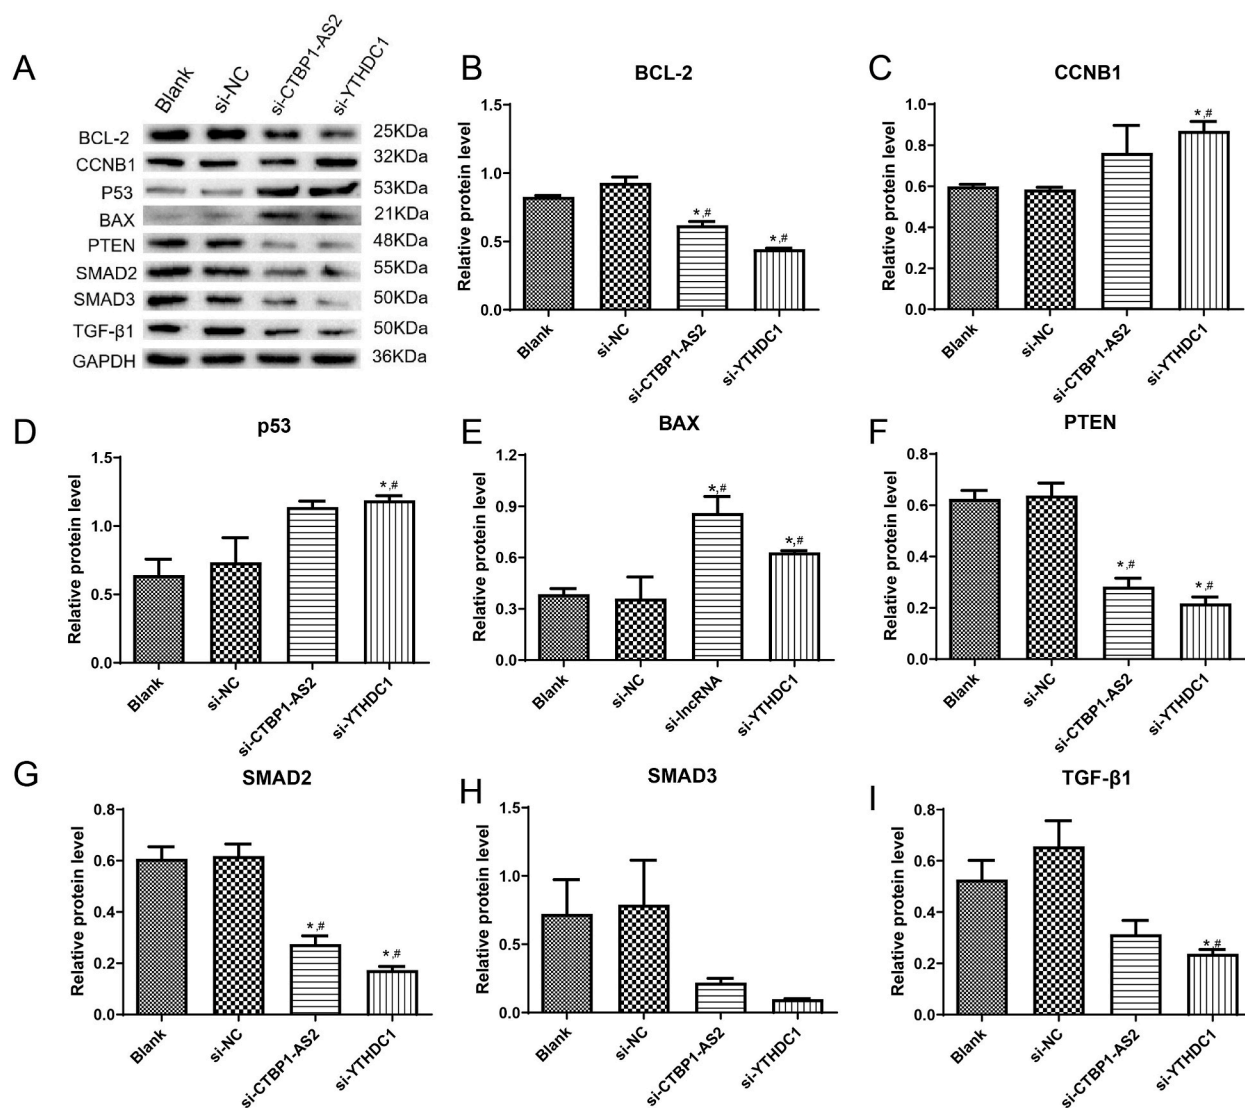 A
Blank
si-NC
si-CTBP1-AS2
si-YTHDC1
BCL-2 25KDa
CCNB1 32KDa
P53 53KDa
BAX 21KDa
PTEN 48KDa
SMAD2 55KDa
SMAD3 50KDa
TGF-β1 50KDa
GAPDH 36KDa
B
BCL-2
Relative protein level
1.5
1.0
0.5
0.0
*,#
*,#
Blank
si-NC
si-CTBP1-AS2
si-YTHDC1
C
CCNB1
Relative protein level
1.0
0.8
0.6
0.4
0.2
0.0
*,#
Blank
si-NC
si-CTBP1-AS2
si-YTHDC1
D
p53
Relative protein level
1.5
1.0
0.5
0.0
*,#
Blank
si-NC
si-CTBP1-AS2
si-YTHDC1
E
BAX
Relative protein level
1.2
0.9
0.6
0.3
0.0
*,#
*,#
Blank
si-NC
si-lncRNA
si-YTHDC1
F
PTEN
Relative protein level
0.8
0.6
0.4
0.2
0.0
*,#
*,#
Blank
si-NC
si-CTBP1-AS2
si-YTHDC1
G
SMAD2
Relative protein level
0.8
0.6
0.4
0.2
0.0
*,#
*,#
Blank
si-NC
si-CTBP1-AS2
si-YTHDC1
H
SMAD3
Relative protein level
1.5
1.0
0.5
0.0
Blank
si-NC
si-CTBP1-AS2
si-YTHDC1
I
TGF-β1
Relative protein level
0.8
0.6
0.4
0.2
0.0
*,#
Blank
si-NC
si-CTBP1-AS2
si-YTHDC1